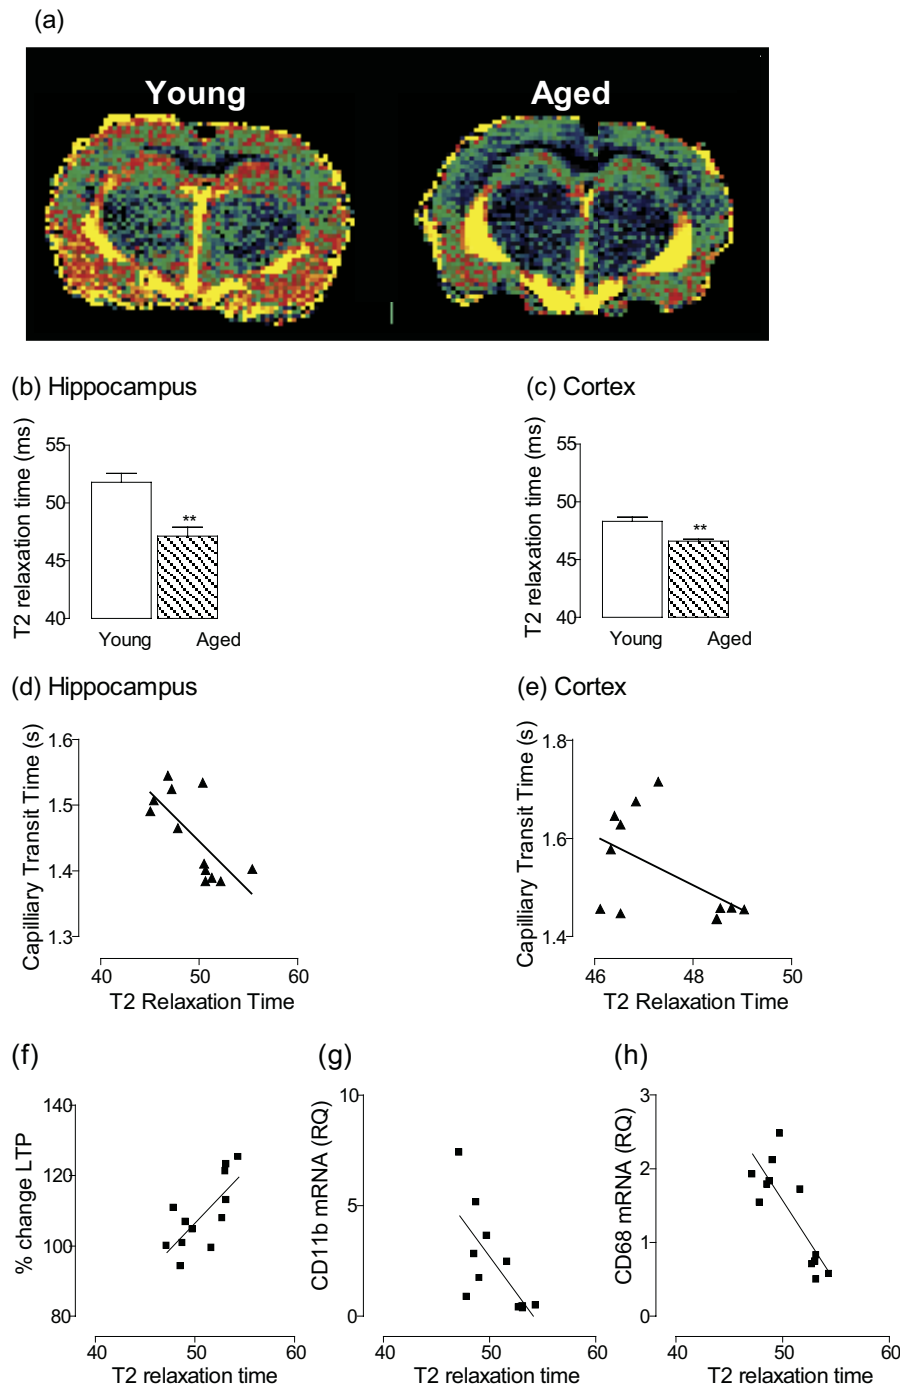 (a)
Young Aged
(b) Hippocampus
(c) Cortex
T2 relaxation time (ms)
55
50
45
40
**
Young Aged
T2 relaxation time (ms)
55
50
45
40
**
Young Aged
(d) Hippocampus
(e) Cortex
Capilliary Transit Time (s)
1.6
1.5
1.4
1.3
40 50 60
T2 Relaxation Time
Capilliary Transit Time (s)
1.8
1.6
1.4
46 48 50
T2 Relaxation Time
(f)
(g)
(h)
% change LTP
140
120
100
80
40 50 60
T2 relaxation time
CD11b mRNA (RQ)
10
5
0
40 50 60
T2 relaxation time
CD68 mRNA (RQ)
3
2
1
0
40 50 60
T2 relaxation time